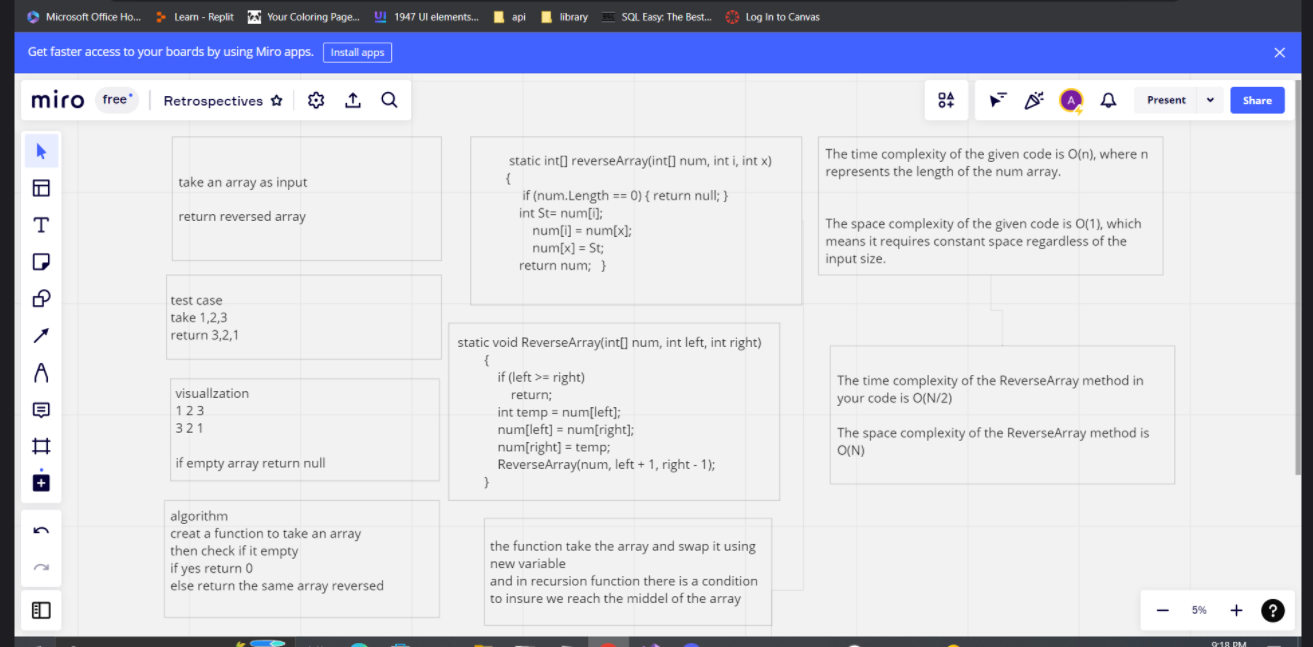 Microsoft Office Ho...
Learn - Replit
Your Coloring Page...
1947 UI elements...
api
library
SQL Easy: The Best...
Log In to Canvas
Get faster access to your boards by using Miro apps.
Install apps
miro
free
Retrospectives
A
Present
Share
take an array as input
return reversed array
test case
take 1,2,3
return 3,2,1
visuallzation
1 2 3
3 2 1
if empty array return null
algorithm
creat a function to take an array
then check if it empty
if yes return 0
else return the same array reversed
static int[] reverseArray(int[] num, int i, int x)
{
if (num.Length == 0) { return null; }
int St= num[i];
num[i] = num[x];
num[x] = St;
return num; }
static void ReverseArray(int[] num, int left, int right)
{
if (left >= right)
return;
int temp = num[left];
num[left] = num[right];
num[right] = temp;
ReverseArray(num, left + 1, right - 1);
}
the function take the array and swap it using
new variable
and in recursion function there is a condition
to insure we reach the middel of the array
The time complexity of the given code is O(n), where n
represents the length of the num array.
The space complexity of the given code is O(1), which
means it requires constant space regardless of the
input size.
The time complexity of the ReverseArray method in
your code is O(N/2)
The space complexity of the ReverseArray method is
O(N)
5%
?
9:18 PM